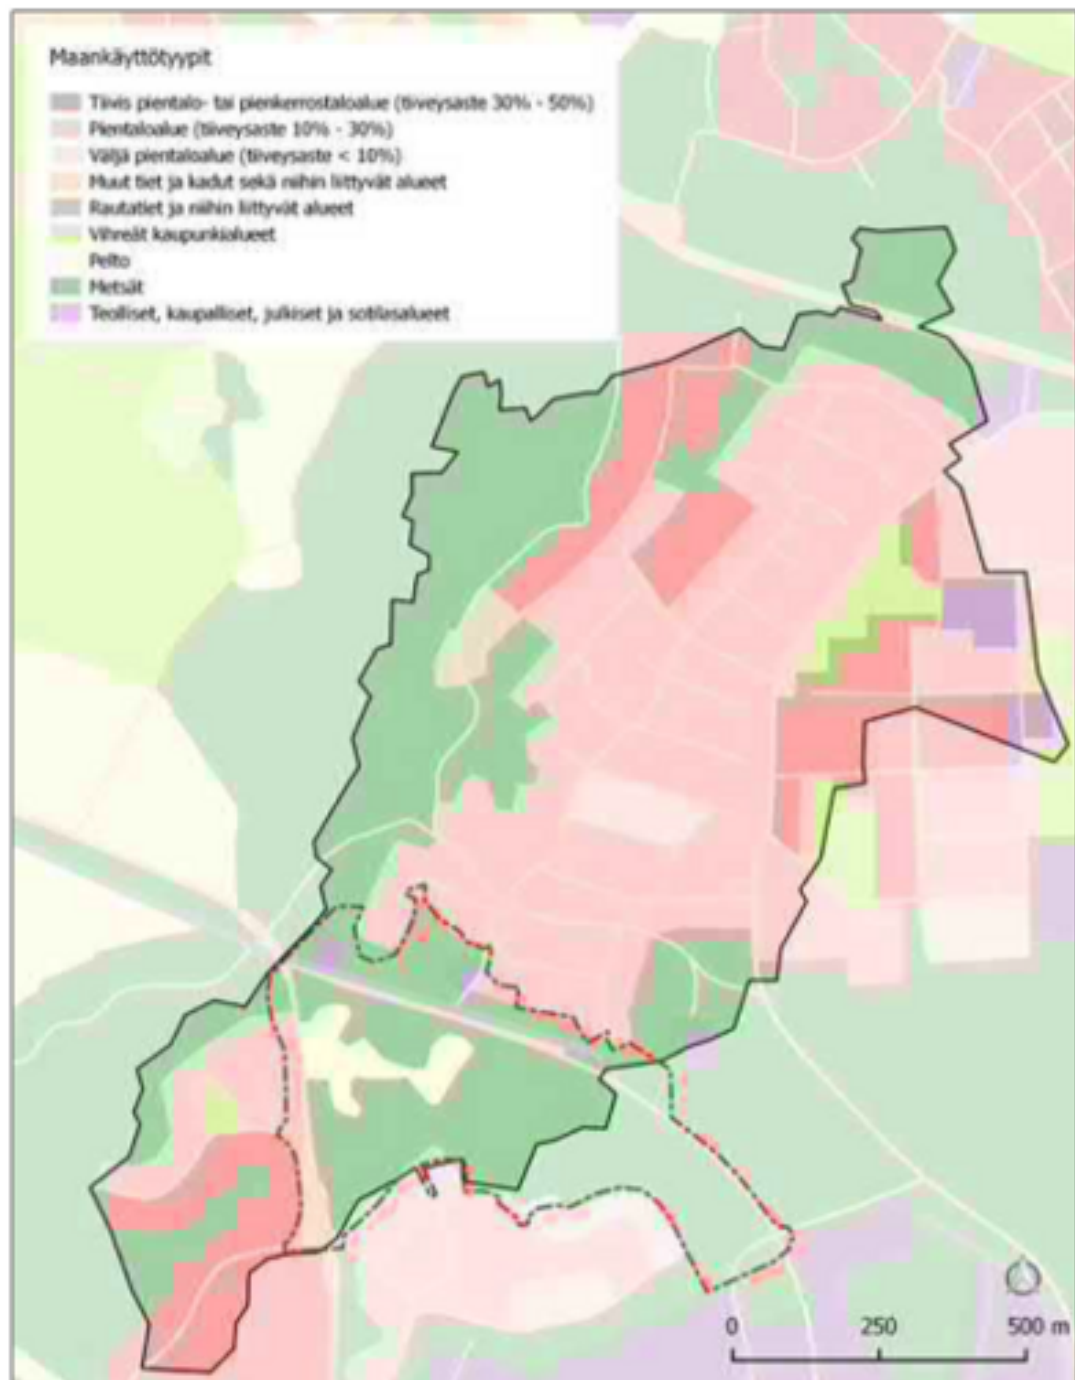 Maankäyttötyypit
Tiivis pientalo- tai pienkerrostaloalue (tiiveysaste 30% - 50%)
Pientaloalue (tiiveysaste 10% - 30%)
Väljä pientaloalue (tiiveysaste < 10%)
Muut tiet ja kadut sekä niihin liittyvät alueet
Rautatiet ja niihin liittyvät alueet
Vihreät kaupunkialueet
Pelto
Metsät
Teolliset, kaupalliset, julkiset ja sotilasalueet
0 250 500 m